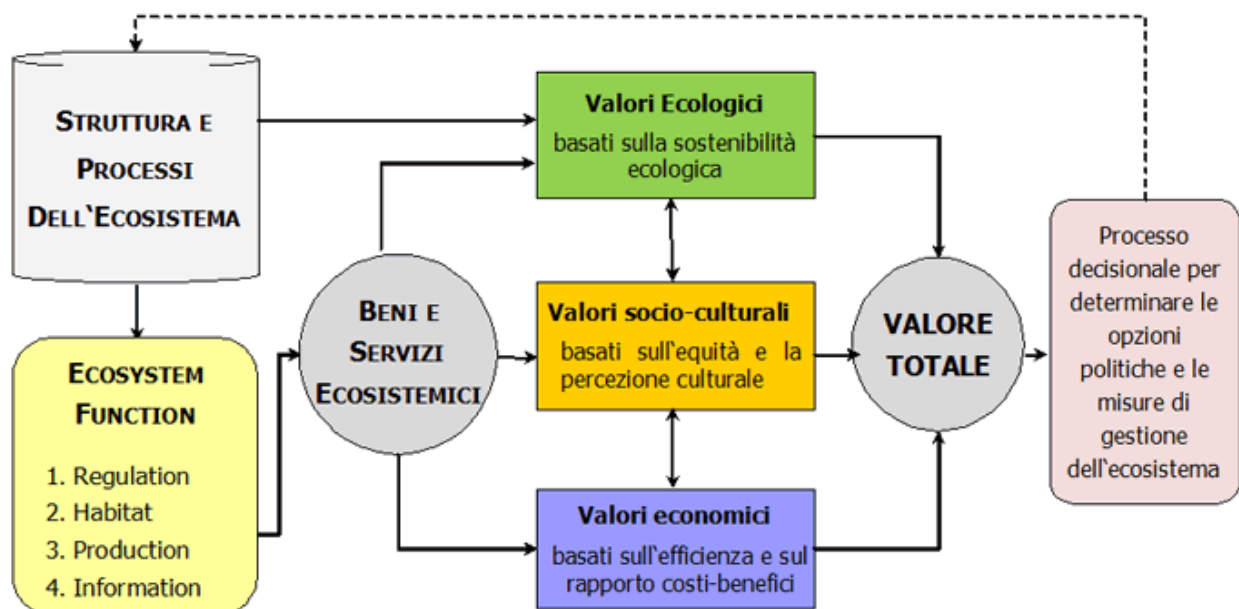 STRUTTURA E
PROCESSI
DELL'ECOSISTEMA
ECOSYSTEM
FUNCTION
1. Regulation
2. Habitat
3. Production
4. Information
BENI E
SERVIZI
ECOSISTEMICI
Valori Ecologici
basati sulla sostenibilità
ecologica
Valori socio-culturali
basati sull'equità e la
percezione culturale
Valori economici
basati sull'efficienza e sul
rapporto costi-benefici
VALORE
TOTALE
Processo
decisionale per
determinare le
opzioni
politiche e le
misure di
gestione
dell'ecosistema